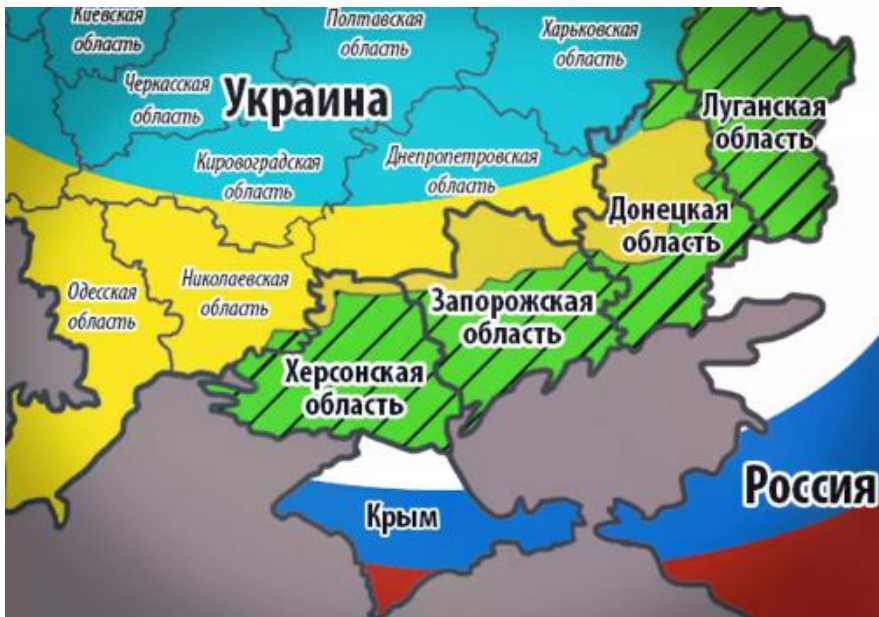 Киевская
область
Полтавская
область
Харьковская
область
Черкасская
область
Украина
Луганская
область
Кировоградская
область
Днепропетровская
область
Донецкая
область
Одесская
область
Николаевская
область
Запорожская
область
Херсонская
область
Россия
Крым